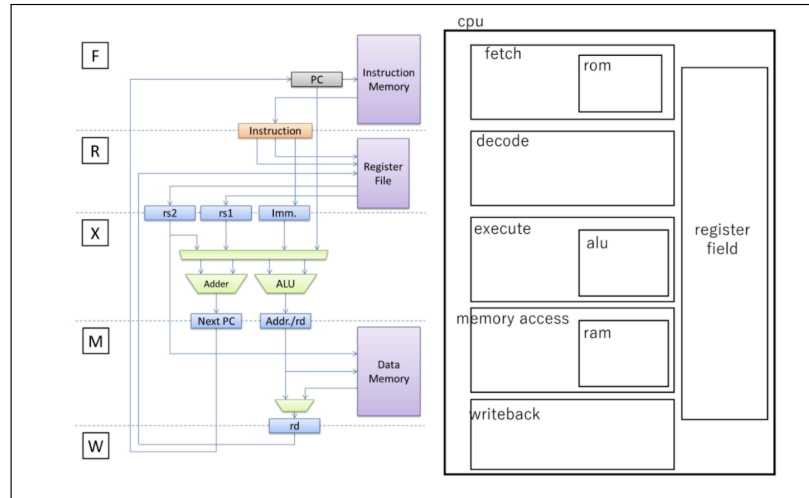 F
PC
Instruction
Memory
Instruction
R
Register
File
rs2
rs1
Imm.
X
Adder
ALU
Next PC
Addr./rd
M
Data
Memory
rd
W
cpu
fetch
rom
decode
execute
alu
memory access
ram
writeback
register
field